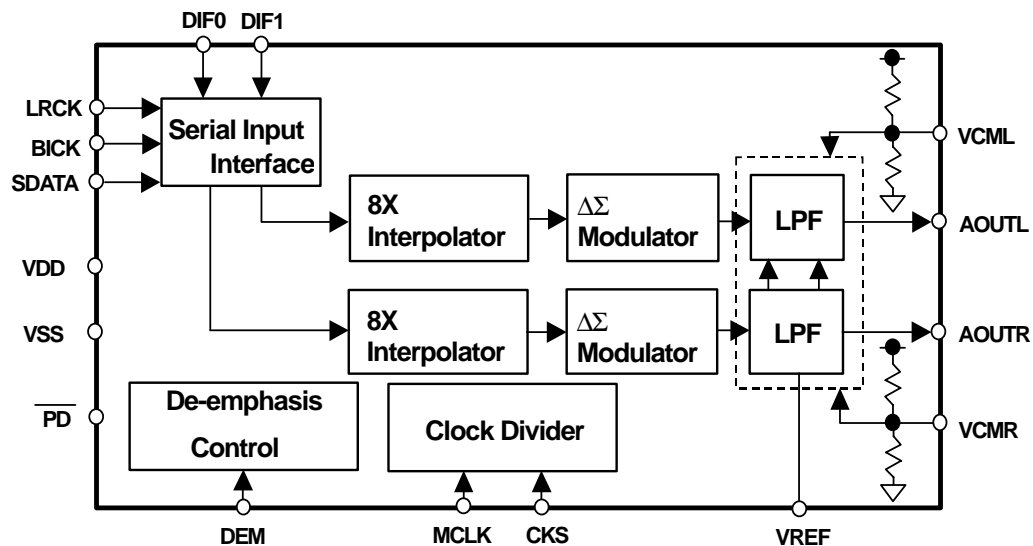 DIF0 DIF1
LRCK
BICK
SDATA
Serial Input
Interface
VCML
8X
Interpolator
ΔΣ
Modulator
LPF
AOUTL
VDD
VSS
8X
Interpolator
ΔΣ
Modulator
LPF
AOUTR
PD
De-emphasis
Control
Clock Divider
VCMR
DEM MCLK CKS VREF